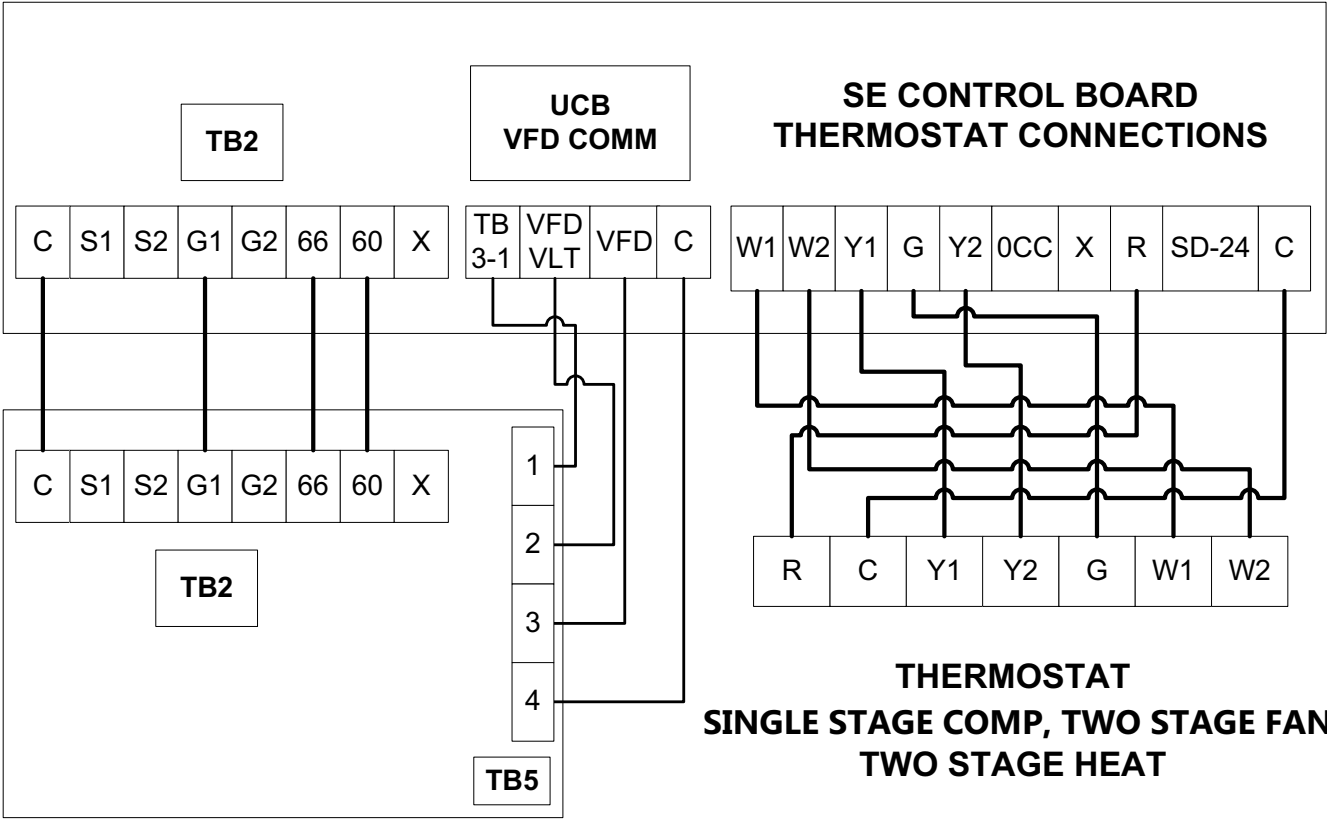 UCB
VFD COMM
SE CONTROL BOARD
THERMOSTAT CONNECTIONS
TB2
C S1 S2 G1 G2 66 60 X
TB
3-1
VFD
VLT
VFD
C
W1 W2 Y1 G Y2 0CC X R SD-24 C
C S1 S2 G1 G2 66 60 X
TB2
1
2
3
4
TB5
R C Y1 Y2 G W1 W2
THERMOSTAT
SINGLE STAGE COMP, TWO STAGE FAN
TWO STAGE HEAT